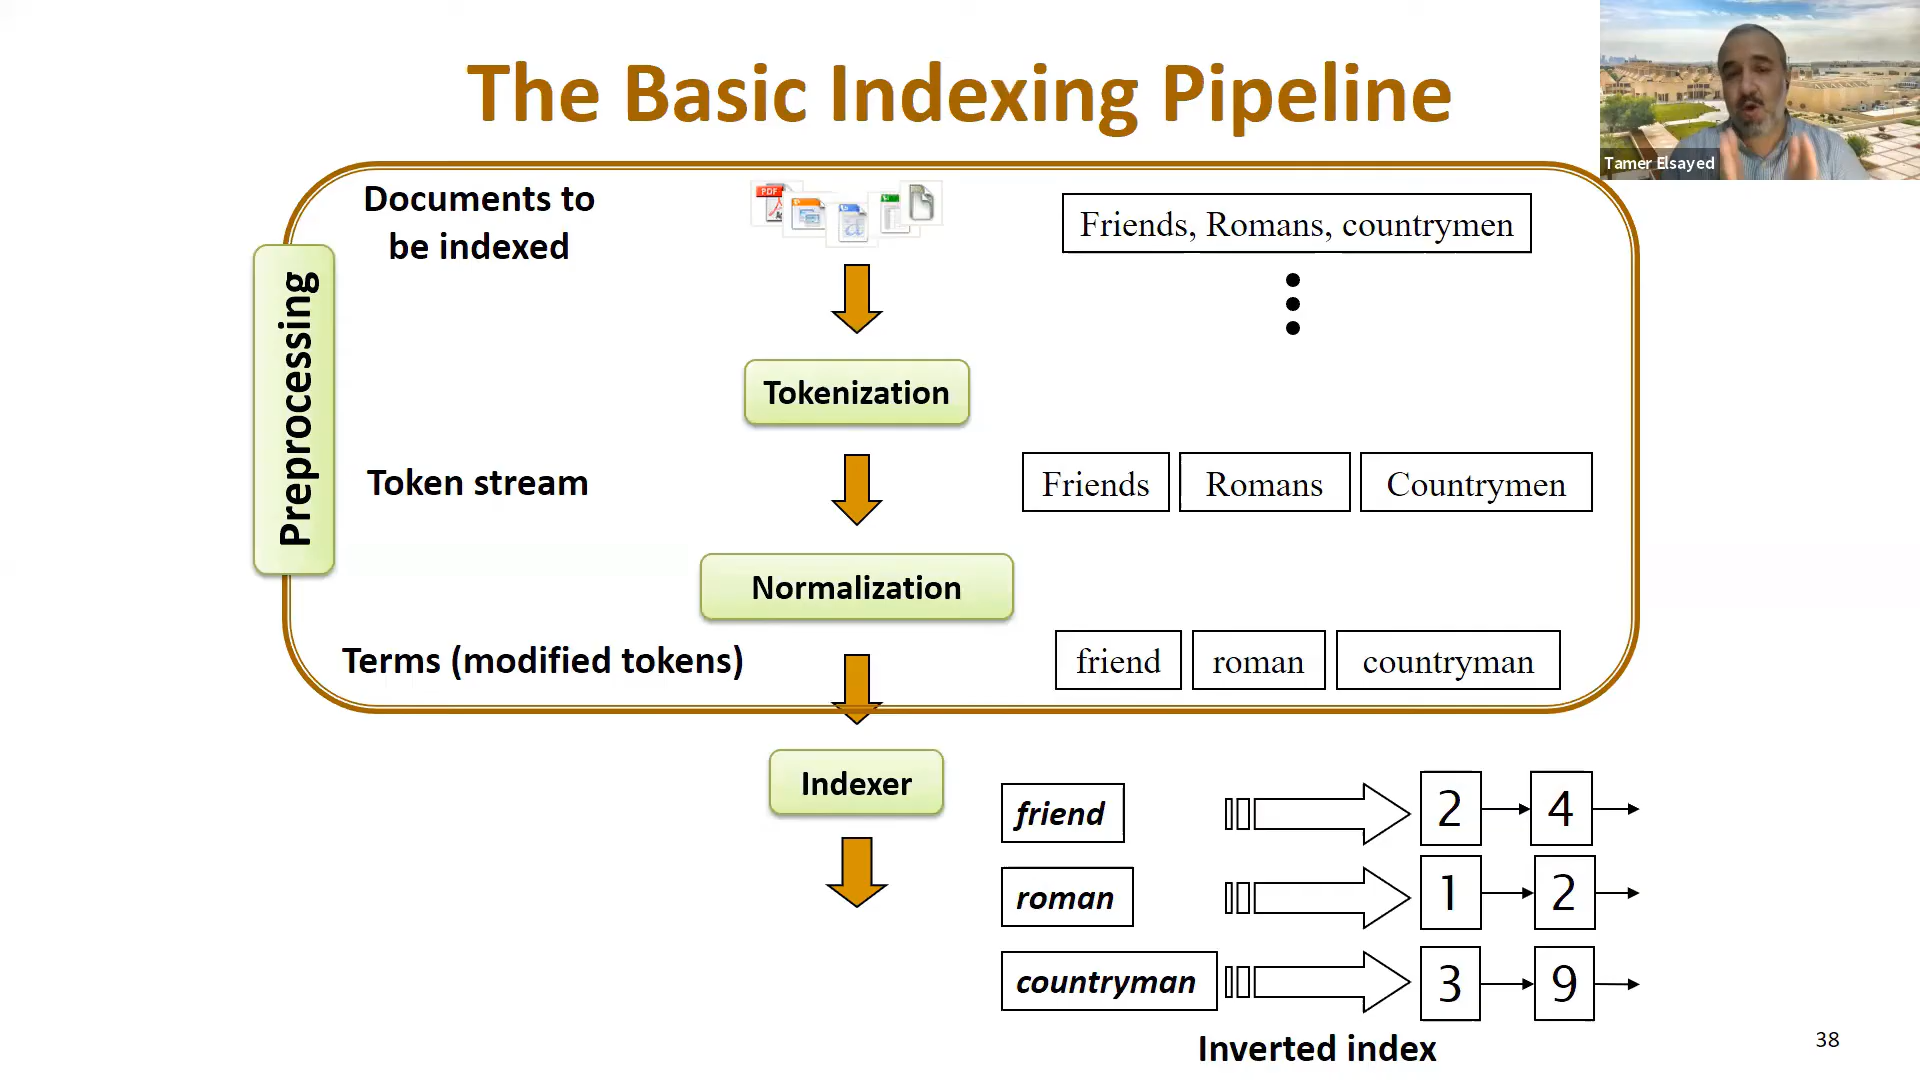 The Basic Indexing Pipeline
Tamer Elsayed
Documents to
be indexed
PDF
Friends, Romans, countrymen
Preprocessing
Tokenization
Token stream
Friends
Romans
Countrymen
Normalization
Terms (modified tokens)
friend
roman
countryman
Indexer
friend
2
4
roman
1
2
countryman
3
9
Inverted index
38